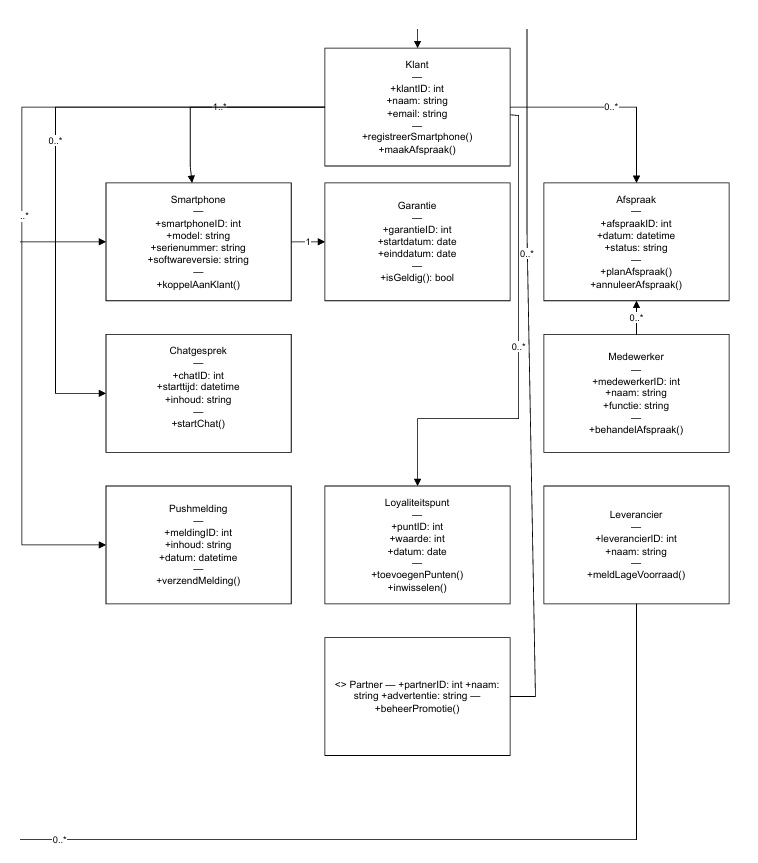 Klant
—
+klantID: int
+naam: string
+email: string
—
+registreerSmartphone()
+maakAfspraak()
1..*
0..*
0..*
..*
Smartphone
—
+smartphoneID: int
+model: string
+serienummer: string
+softwareversie: string
—
+koppelAanKlant()
1
Garantie
—
+garantieID: int
+startdatum: date
+einddatum: date
—
+isGeldig(): bool
0..*
Afspraak
—
+afspraakID: int
+datum: datetime
+status: string
—
+planAfspraak()
+annuleerAfspraak()
0..*
0..*
Chatgesprek
—
+chatID: int
+starttijd: datetime
+inhoud: string
—
+startChat()
Medewerker
—
+medewerkerID: int
+naam: string
+functie: string
—
+behandelAfspraak()
Pushmelding
—
+meldingID: int
+inhoud: string
+datum: datetime
—
+verzendMelding()
Loyaliteitspunt
—
+puntID: int
+waarde: int
+datum: date
—
+toevoegenPunten()
+inwisselen()
Leverancier
—
+leverancierID: int
+naam: string
—
+meldLageVoorraad()
<> Partner — +partnerID: int +naam:
string +advertentie: string —
+beheerPromotie()
0..*